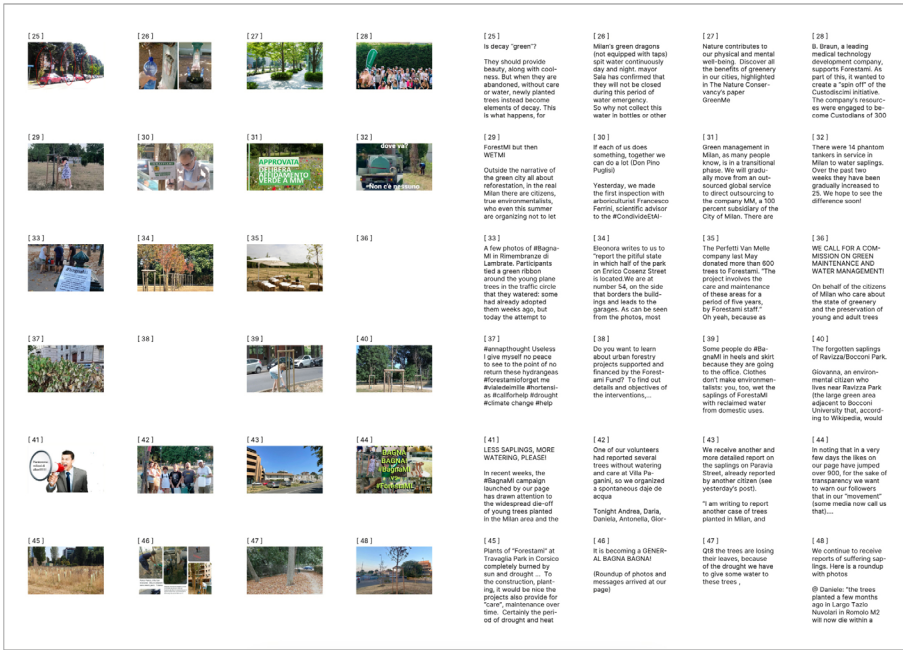 [ 25 ]
[ 26 ]
[ 27 ]
[ 28 ]
[ 29 ]
[ 30 ]
[ 31 ]
APPROVATA
DELIBERA
AFFIDAMENTO
VERDE A MM
[ 32 ]
dove va?
Non c'è nessuno
[ 33 ]
[ 34 ]
[ 35 ]
[ 36 ]
[ 37 ]
[ 38 ]
[ 39 ]
[ 40 ]
[ 41 ]
[ 42 ]
[ 43 ]
[ 44 ]
BAGNA
BAGNA!
#BagnaMI
#ForestaMI
[ 45 ]
[ 46 ]
[ 47 ]
[ 48 ]
[ 25 ]
Is decay "green"?
They should provide
beauty, along with cool-
ness. But when they are
abandoned, without care
or water, newly planted
trees instead become
elements of decay. This
is what happens, for
[ 26 ]
Milan's green dragons
(not equipped with taps)
spit water continuously
day and night. mayor
Sala has confirmed that
they will not be closed
during this period of
water emergency.
So why not collect this
water in bottles or other
[ 27 ]
Nature contributes to
our physical and mental
well-being. Discover all
the benefits of greenery
in our cities, highlighted
in The Nature Conser-
vancy's paper
GreenMe
[ 28 ]
B. Braun, a leading
medical technology
development company,
supports Forestami. As
part of this, it wanted to
create a "spin off" of the
Custodiscimi initiative.
The company's resourc-
es were engaged to be-
come Custodians of 300
[ 29 ]
ForestMI but then
WETMI
Outside the narrative of
the green city all about
reforestation, in the real
Milan there are citizens,
true environmentalists,
who even this summer
are organizing not to let
[ 30 ]
If each of us does
something, together we
can do a lot (Don Pino
Puglisi)
Yesterday, we made
the first inspection with
arboriculturist Francesco
Ferrini, scientific advisor
to the #CondividiEtAl-
[ 31 ]
Green management in
Milan, as many people
know, is in a transitional
phase. We will gradu-
ally move from an out-
sourced global service
to direct outsourcing to
the company MM, a 100
percent subsidiary of the
City of Milan. There are
[ 32 ]
There were 14 phantom
tankers in service in
Milan to water saplings.
Over the past two
weeks they have been
gradually increased to
25. We hope to see the
difference soon!
[ 33 ]
A few photos of #Bagna-
MI in Rimembranze di
Lambrate. Participants
tied a green ribbon
around the young plane
trees in the traffic circle
that they watered: some
had already adopted
them weeks ago, but
today the attempt to
[ 34 ]
Eleonora writes to us to
"report the pitiful state
in which half of the park
on Enrico Cosenz Street
is located.We are at
number 54, on the side
that borders the build-
ings and leads to the
garages. As can be seen
from the photos, most
[ 35 ]
The Perfetti Van Melle
company last May
donated more than 600
trees to Forestami. "The
project involves the
care and maintenance
of these areas for a
period of five years,
by Forestami staff."
Oh yeah, because as
[ 36 ]
WE CALL FOR A COM-
MISSION ON GREEN
MAINTENANCE AND
WATER MANAGEMENT!
On behalf of the citizens
of Milan who care about
the state of greenery
and the preservation of
young and adult trees
[ 37 ]
#annapthought Useless
I give myself no peace
to see to the point of no
return these hydrangeas
#forestamioforget me
#vialedeimille #hortensi-
as #callforhelp #drought
#climate change #help
[ 38 ]
Do you want to learn
about urban forestry
projects supported and
financed by the Forest-
ami Fund? To find out
details and objectives of
the interventions,...
[ 39 ]
Some people do #Ba-
gnaMI in heels and skirt
because they are going
to the office. Clothes
don't make environmen-
talists: you, too, wet the
saplings of ForestaMI
with reclaimed water
from domestic uses.
[ 40 ]
The forgotten saplings
of Ravizza/Bocconi Park.
Giovanna, an environ-
mental citizen who
lives near Ravizza Park
(the large green area
adjacent to Bocconi
University that, accord-
ing to Wikipedia, would
[ 41 ]
LESS SAPLINGS, MORE
WATERING, PLEASE!
In recent weeks, the
#BagnaMI campaign
launched by our page
has drawn attention to
the widespread die-off
of young trees planted
in the Milan area and the
[ 42 ]
One of our volunteers
had reported several
trees without watering
and care at Villa Pa-
ganini, so we organized
a spontaneous daje de
acqua
Tonight Andrea, Daria,
Daniela, Antonella, Gior-
[ 43 ]
We receive another and
more detailed report on
the saplings on Paravia
Street, already reported
by another citizen (see
yesterday's post).
"I am writing to report
another case of trees
planted in Milan, and
[ 44 ]
In noting that in a very
few days the likes on
our page have jumped
over 900, for the sake of
transparency we want
to warn our followers
that in our "movement"
(some media now call us
that)....
[ 45 ]
Plants of "Forestami" at
Travaglia Park in Corsico
completely burned by
sun and drought ... To
the construction, plant-
ing, it would be nice the
projects also provide for
"care", maintenance over
time. Certainly the peri-
od of drought and heat
[ 46 ]
It is becoming a GENER-
AL BAGNA BAGNA!
(Roundup of photos and
messages arrived at our
page)
[ 47 ]
Qt8 the trees are losing
their leaves, because
of the drought we have
to give some water to
these trees ,
[ 48 ]
We continue to receive
reports of suffering sap-
lings. Here is a roundup
with photos
@ Daniele: "the trees
planted a few months
ago in Largo Tazio
Nuvolari in Romolo M2
will now die within a